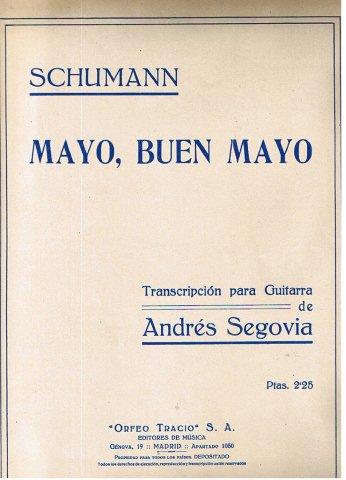 SCHUMANN
MAYO, BUEN MAYO
Transcripción para Guitarra
de
Andrés Segovia
Ptas. 2'25
"ORFEO TRACIO" S. A.
EDITORES DE MÚSICA
GÉNOVA, 19 :: MADRID :: APARTADO 1050
PROPIEDAD PARA TODOS LOS PAÍSES. DEPOSITADO
Todos los derechos de ejecución, reproducción y transcripción están reservados